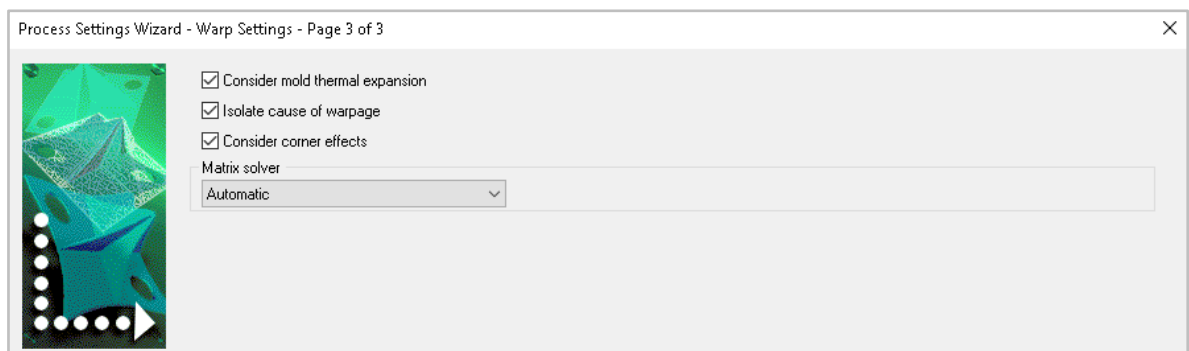 Process Settings Wizard - Warp Settings - Page 3 of 3
Consider mold thermal expansion
Isolate cause of warpage
Consider corner effects
Matrix solver
Automatic